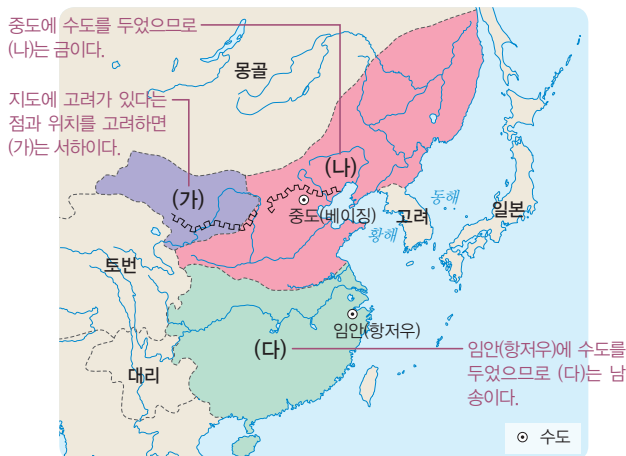 중도에 수도를 두었으므로
(나)는 금이다.
지도에 고려가 있다는
점과 위치를 고려하면
(가)는 서하이다.
몽골
(나)
(가)
중도(베이징)
고려
동해
일본
황해
토번
임안(항저우)
(다)
대리
임안(항저우)에 수도를
두었으므로 (다)는 남
송이다.
수도